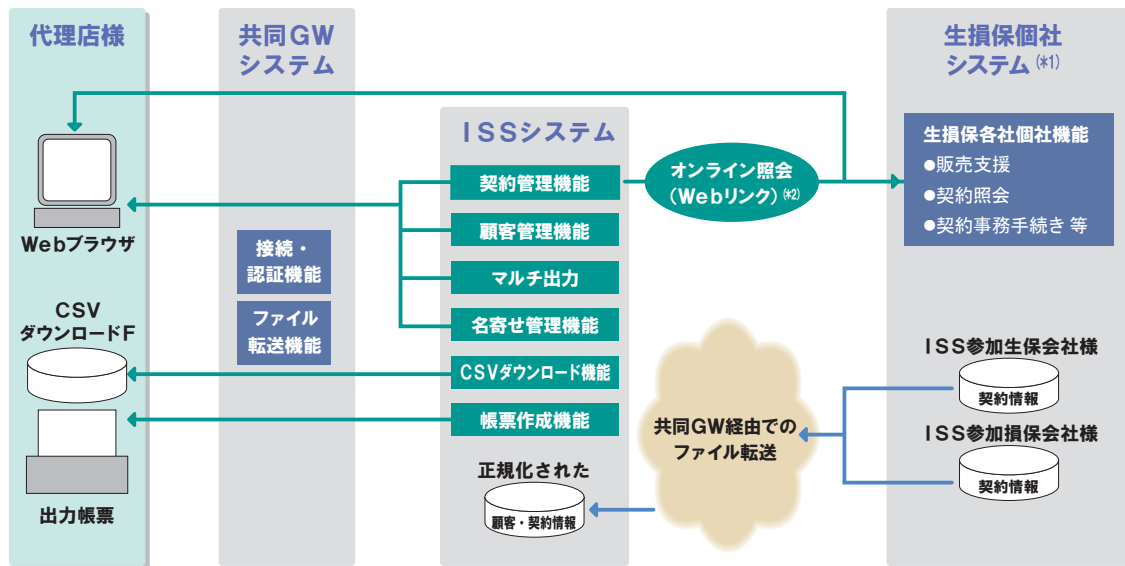 代理店様
Webブラウザ
CSV
ダウンロードF
出力帳票
共同GW
システム
接続・
認証機能
ファイル
転送機能
ISSシステム
契約管理機能
顧客管理機能
マルチ出力
名寄せ管理機能
CSVダウンロード機能
帳票作成機能
正規化された
顧客・契約情報
オンライン照会
(Webリンク)(*2)
共同GW経由での
ファイル転送
生損保個社
システム(*1)
生損保各社個社機能
●販売支援
●契約照会
●契約事務手続き 等
ISS参加生保会社様
契約情報
ISS参加損保会社様
契約情報